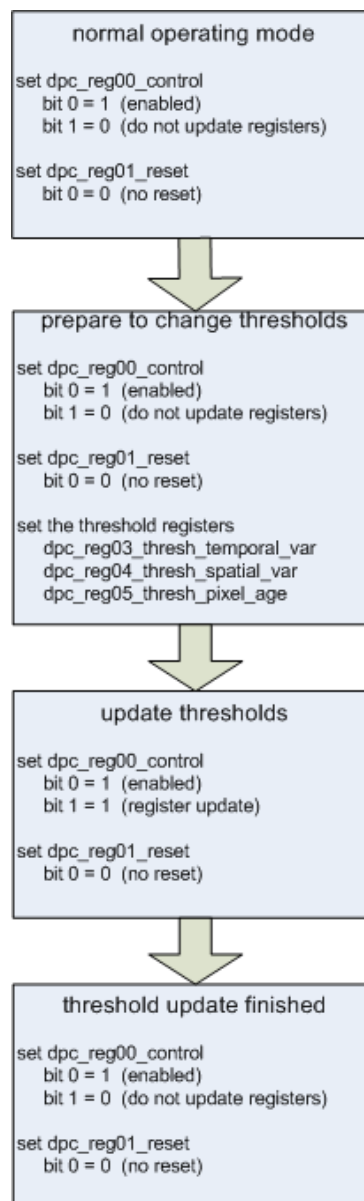 normal operating mode
set dpc_reg00_control
bit 0 = 1 (enabled)
bit 1 = 0 (do not update registers)
set dpc_reg01_reset
bit 0 = 0 (no reset)
prepare to change thresholds
set dpc_reg00_control
bit 0 = 1 (enabled)
bit 1 = 0 (do not update registers)
set dpc_reg01_reset
bit 0 = 0 (no reset)
set the threshold registers
dpc_reg03_thresh_temporal_var
dpc_reg04_thresh_spatial_var
dpc_reg05_thresh_pixel_age
update thresholds
set dpc_reg00_control
bit 0 = 1 (enabled)
bit 1 = 1 (register update)
set dpc_reg01_reset
bit 0 = 0 (no reset)
threshold update finished
set dpc_reg00_control
bit 0 = 1 (enabled)
bit 1 = 0 (do not update registers)
set dpc_reg01_reset
bit 0 = 0 (no reset)